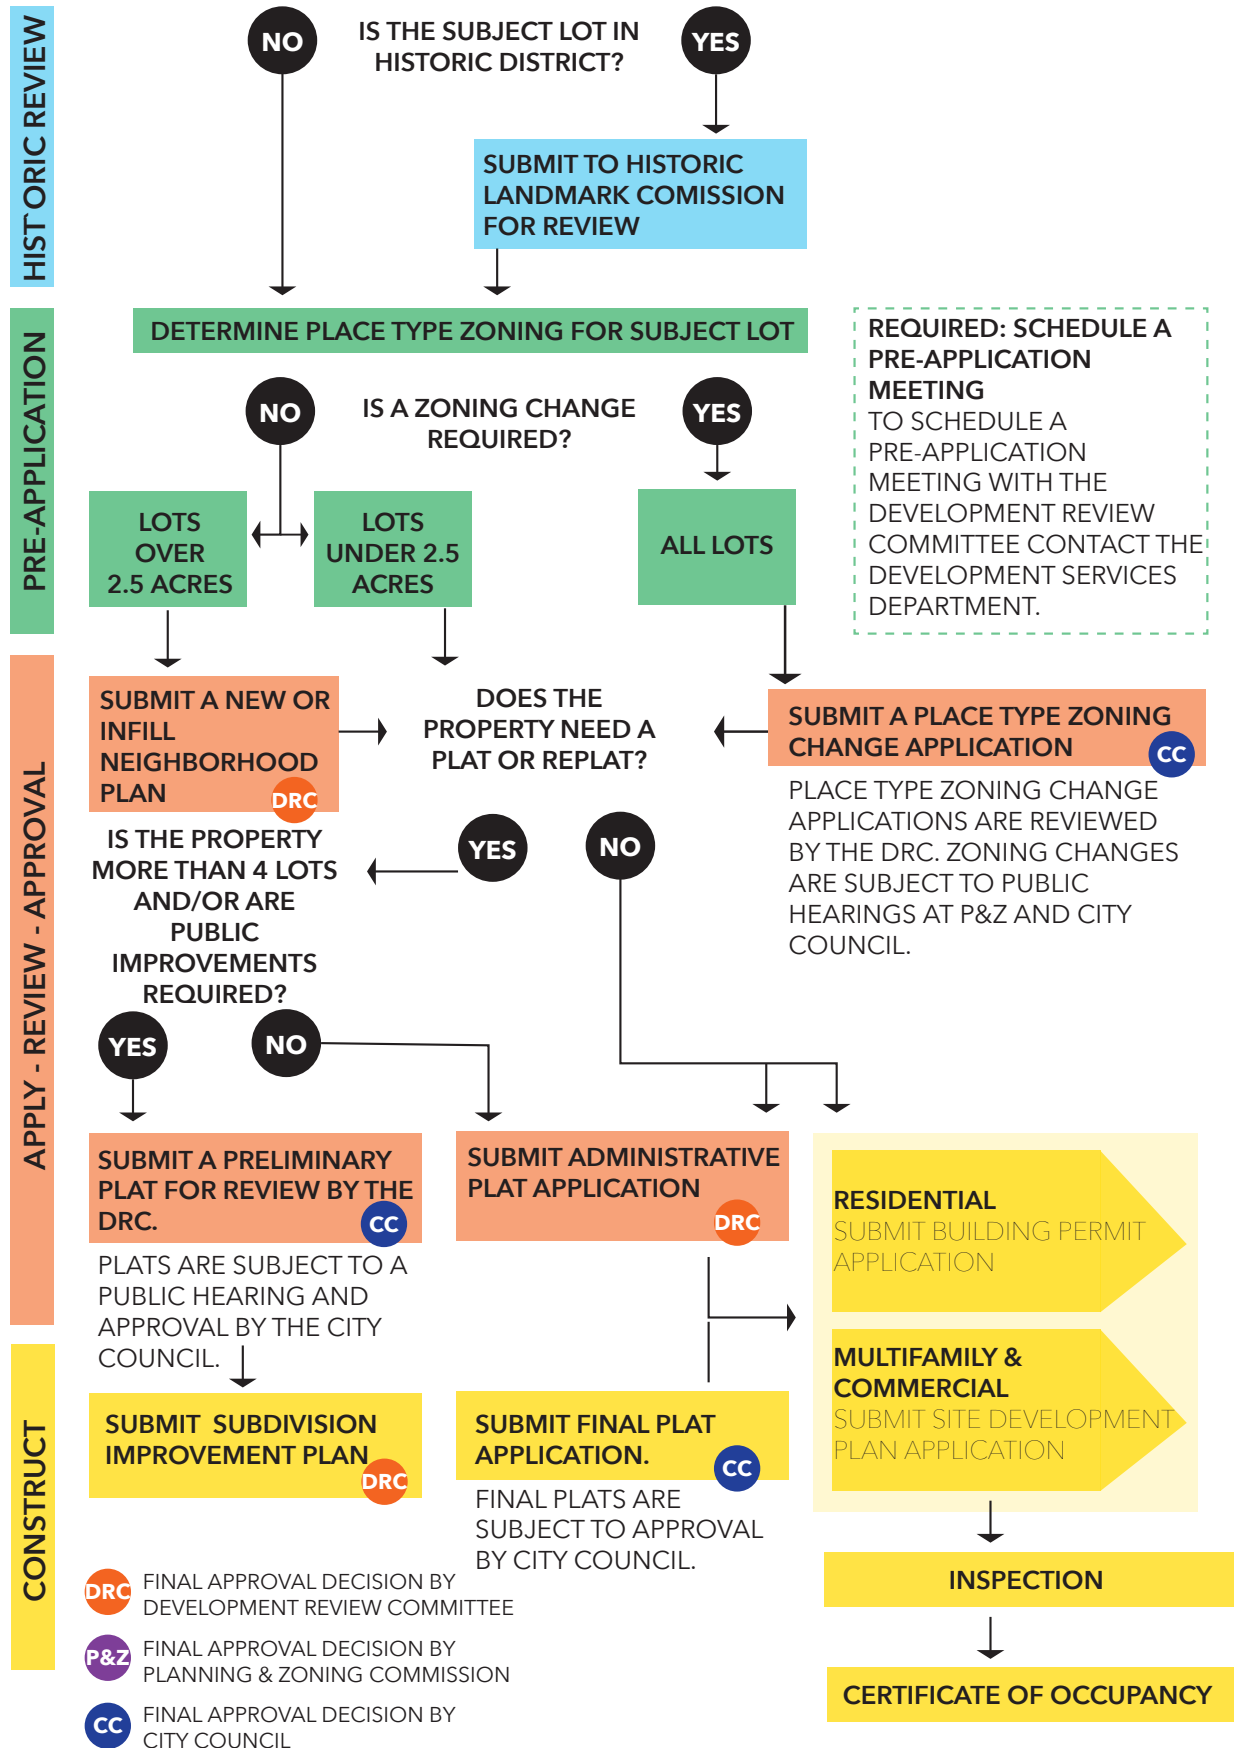 HISTORIC REVIEW
NO
IS THE SUBJECT LOT IN
HISTORIC DISTRICT?
YES
SUBMIT TO HISTORIC
LANDMARK COMISSION
FOR REVIEW
PRE-APPLICATION
DETERMINE PLACE TYPE ZONING FOR SUBJECT LOT
NO
IS A ZONING CHANGE
REQUIRED?
YES
LOTS
OVER
2.5 ACRES
LOTS
UNDER 2.5
ACRES
ALL LOTS
REQUIRED: SCHEDULE A
PRE-APPLICATION
MEETING
TO SCHEDULE A
PRE-APPLICATION
MEETING WITH THE
DEVELOPMENT REVIEW
COMMITTEE CONTACT THE
DEVELOPMENT SERVICES
DEPARTMENT.
APPLY - REVIEW - APPROVAL
SUBMIT A NEW OR
INFILL
NEIGHBORHOOD
PLAN
DRC
DOES THE
PROPERTY NEED A
PLAT OR REPLAT?
SUBMIT A PLACE TYPE ZONING
CHANGE APPLICATION
CC
PLACE TYPE ZONING CHANGE
APPLICATIONS ARE REVIEWED
BY THE DRC. ZONING CHANGES
ARE SUBJECT TO PUBLIC
HEARINGS AT P&Z AND CITY
COUNCIL.
YES
NO
IS THE PROPERTY
MORE THAN 4 LOTS
AND/OR ARE
PUBLIC
IMPROVEMENTS
REQUIRED?
YES
NO
SUBMIT A PRELIMINARY
PLAT FOR REVIEW BY THE
DRC.
CC
PLATS ARE SUBJECT TO A
PUBLIC HEARING AND
APPROVAL BY THE CITY
COUNCIL.
SUBMIT ADMINISTRATIVE
PLAT APPLICATION
DRC
RESIDENTIAL
SUBMIT BUILDING PERMIT
APPLICATION
MULTIFAMILY &
COMMERCIAL
SUBMIT SITE DEVELOPMENT
PLAN APPLICATION
CONSTRUCT
SUBMIT SUBDIVISION
IMPROVEMENT PLAN
DRC
SUBMIT FINAL PLAT
APPLICATION.
CC
FINAL PLATS ARE
SUBJECT TO APPROVAL
BY CITY COUNCIL.
INSPECTION
CERTIFICATE OF OCCUPANCY
DRC
FINAL APPROVAL DECISION BY
DEVELOPMENT REVIEW COMMITTEE
P&Z
FINAL APPROVAL DECISION BY
PLANNING & ZONING COMMISSION
CC
FINAL APPROVAL DECISION BY
CITY COUNCIL